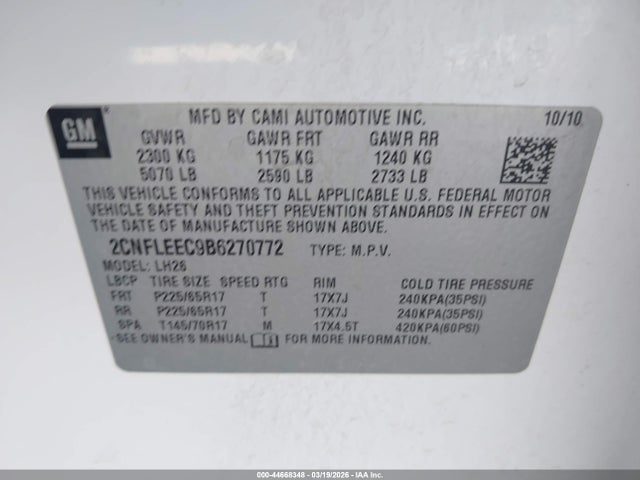 GM
MFD BY CAMI AUTOMOTIVE INC. 10/10
GVWR GAWR FRT GAWR RR
2300 KG 1175 KG 1240 KG
5070 LB 2590 LB 2733 LB
THIS VEHICLE CONFORMS TO ALL APPLICABLE U.S. FEDERAL MOTOR
VEHICLE SAFETY AND THEFT PREVENTION STANDARDS IN EFFECT ON
THE DATE OF MANUFACTURE SHOWN ABOVE.
2CNFLEEC9B6270772 TYPE: M.P.V.
MODEL: LH26
LBCP TIRE SIZE SPEED RTG RIM COLD TIRE PRESSURE
FRT P225/65R17 T 17X7J 240KPA(35PSI)
RR P225/65R17 T 17X7J 240KPA(35PSI)
SPA T145/70R17 M 17X4.5T 420KPA(60PSI)
SEE OWNER'S MANUAL FOR MORE INFORMATION.
000-44668348 | 03/19/2026 | IAA Corp.